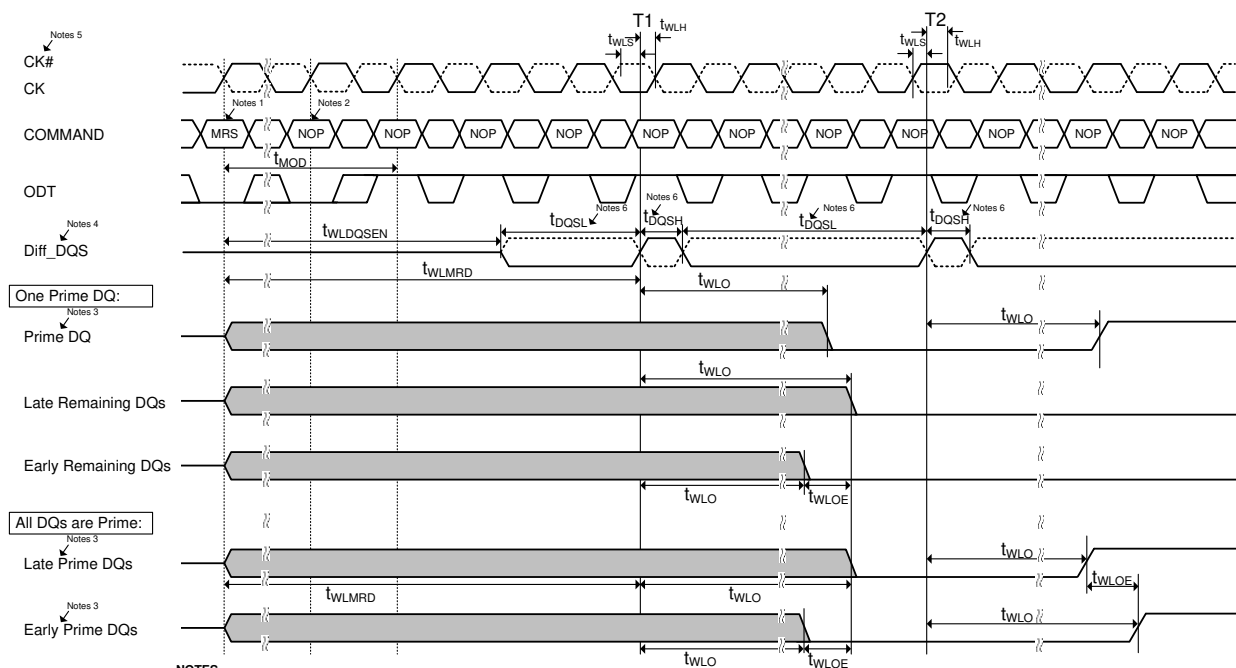 T1 T2
tWLS tWLH tWLS tWLH
Notes 5
CK#
CK
Notes 1 Notes 2
COMMAND MRS NOP NOP NOP NOP NOP NOP NOP NOP NOP NOP NOP
tMOD
ODT
Notes 6 Notes 6 Notes 6 Notes 6
tDQSL tDQSH tDQSL tDQSH
Notes 4
tWLDQSEN
Diff_DQS
tWLMRD
tWLO
One Prime DQ:
Notes 3
tWLO
Prime DQ
tWLO
Late Remaining DQs
Early Remaining DQs
tWLO tWLOE
All DQs are Prime:
Notes 3
tWLO
Late Prime DQs
tWLMRD tWLO tWLOE
Notes 3
tWLO
Early Prime DQs
tWLO tWLOE
NOTES